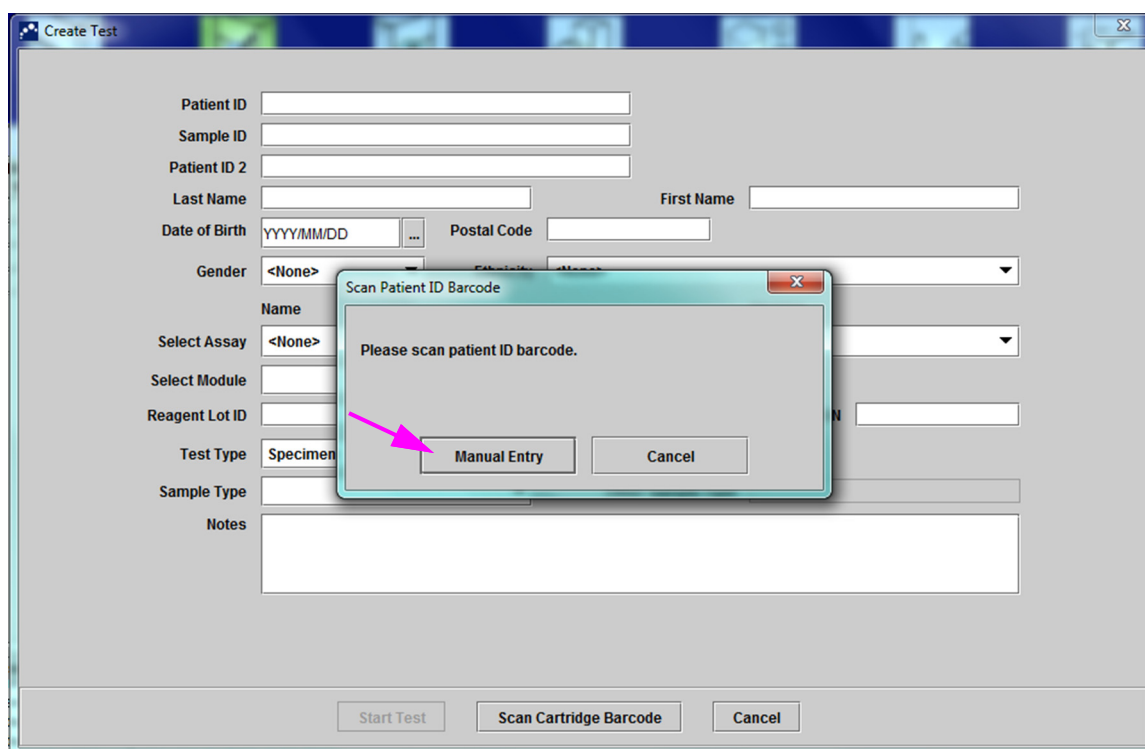 Create Test
Patient ID
Sample ID
Patient ID 2
Last Name First Name
Date of Birth YYYY/MM/DD ... Postal Code
Gender <None> Ethnicity <None>
Scan Patient ID Barcode
Name
Select Assay <None>
Please scan patient ID barcode.
Select Module
Reagent Lot ID N
Manual Entry Cancel
Test Type Specimen
Sample Type
Notes
Start Test Scan Cartridge Barcode Cancel